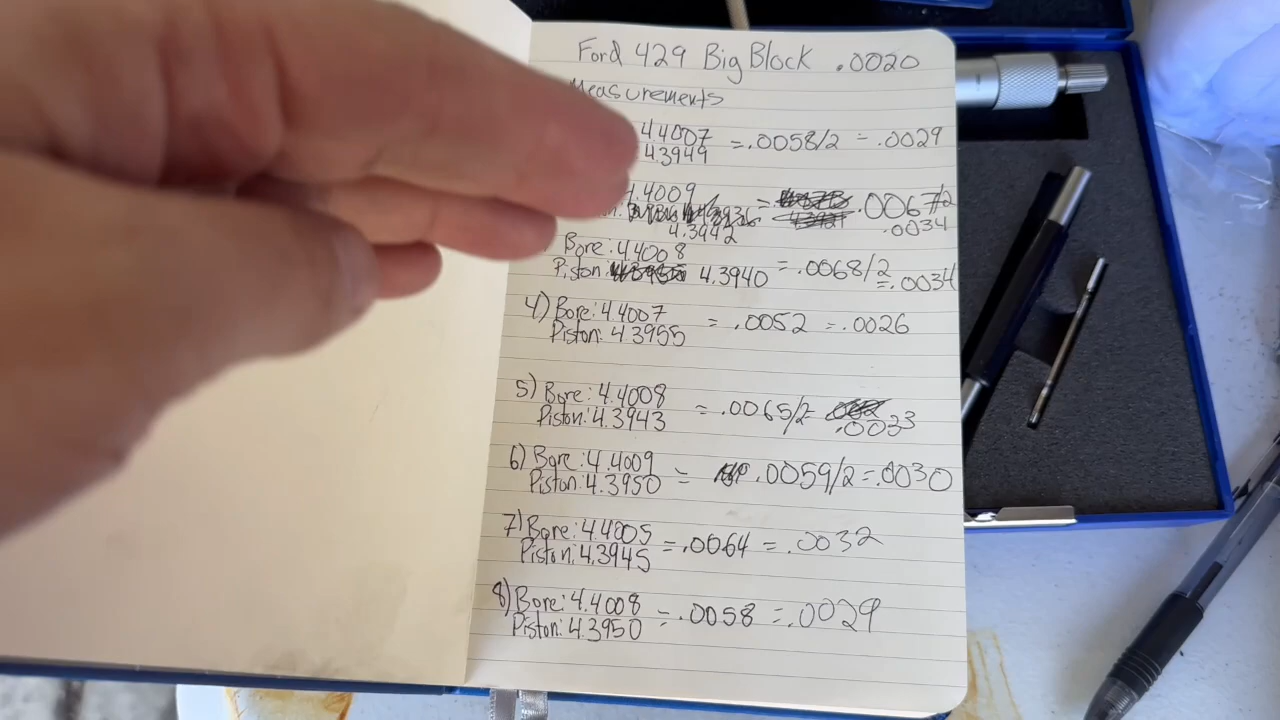 Ford 429 Big Block .0020
Measurements
4.4007 = .0058/2 = .0029
4.3949
4.4009 = .0067/2
4.3942 .0034
Bore: 4.4008
Piston: 4.3940 = .0068/2
= .0034
4) Bore: 4.4007 = .0052 = .0026
Piston: 4.3955
5) Bore: 4.4008 = .0065/2 =
Piston: 4.3943 .0033
6) Bore: 4.4009 = .0059/2 = .0030
Piston: 4.3950
7) Bore: 4.4005 = .0064 = .0032
Piston: 4.3945
8) Bore: 4.4008 = .0058 = .0029
Piston: 4.3950